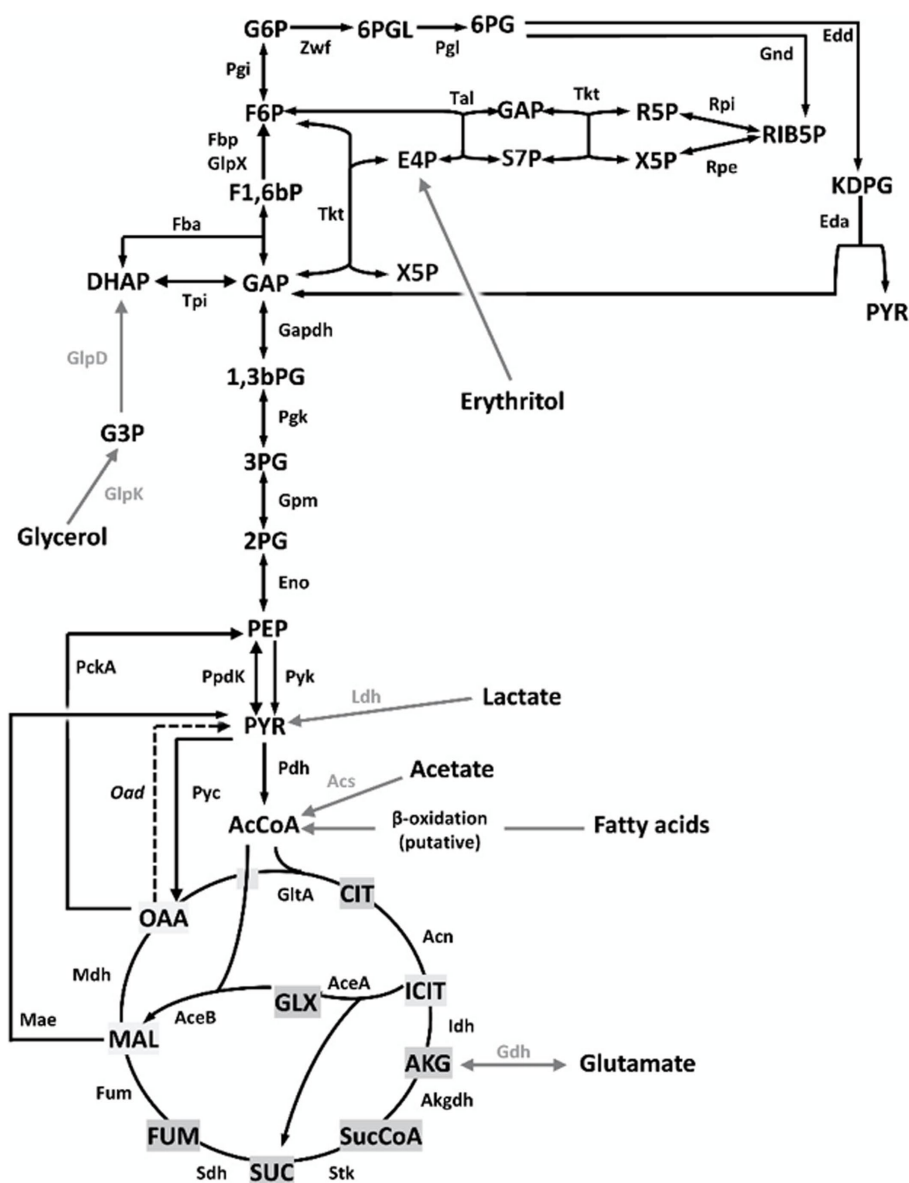 G6P
Zwf
6PGL
Pgl
6PG
Edd
Gnd
Pgi
F6P
Tal
GAP
Tkt
R5P
Rpi
RIB5P
Fbp
GlpX
E4P
S7P
X5P
Rpe
KDPG
F1,6bP
Tkt
Eda
Fba
DHAP
Tpi
GAP
X5P
PYR
Gapdh
GlpD
1,3bPG
Erythritol
Pgk
G3P
3PG
GlpK
Gpm
Glycerol
2PG
Eno
PEP
PckA
PpdK
Pyk
Ldh
Lactate
PYR
Oad
Pyc
Pdh
Acs
Acetate
AcCoA
β-oxidation
(putative)
Fatty acids
GltA
CIT
OAA
Acn
Mdh
AceA
ICIT
GLX
Mae
AceB
Idh
MAL
AKG
Gdh
Glutamate
Fum
Akgdh
FUM
SucCoA
Sdh
SUC
Stk